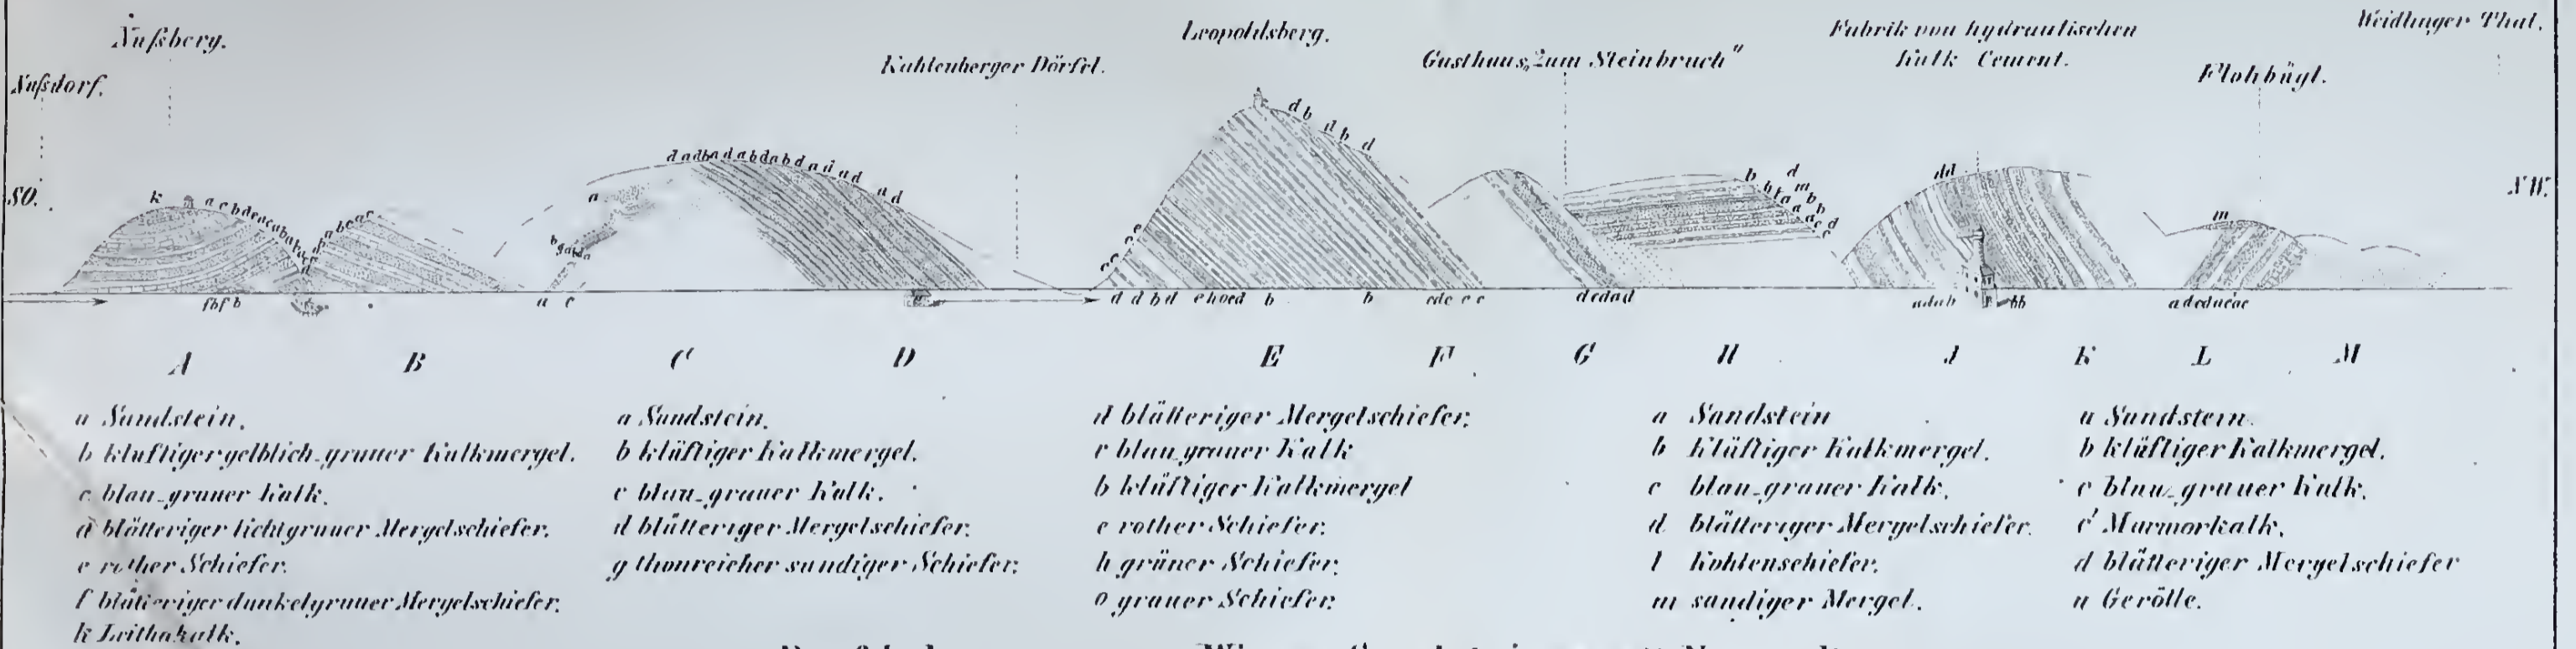 Nußdorf.
Nußberg.
Kahlenberger Dörfel.
Leopoldsberg.
Gasthaus „Zum Steinbruch"
Fabrik von hydraulischen
Kalk Cement.
Flohbügl.
Weidlinger Thal.
SO.
NW.
A B C D E F G H J K L M
a Sandstein.
b kluftiger gelblich-grauer Kalkmergel.
c blau-grauer Kalk.
d blätteriger lichtgrauer Mergelschiefer.
e rother Schiefer.
f blätteriger dunkelgrauer Mergelschiefer.
k Leithakalk.
a Sandstein.
b klüftiger Kalkmergel.
c blau-grauer Kalk.
d blätteriger Mergelschiefer.
g thonreicher sandiger Schiefer.
d blätteriger Mergelschiefer.
c blau grauer Kalk
b klüftiger Kalkmergel
e rother Schiefer.
h grüner Schiefer.
o grauer Schiefer.
a Sandstein
b Klüftiger Kalkmergel.
c blau-grauer Kalk.
d blätteriger Mergelschiefer.
l Kohlenschiefer.
m sandiger Mergel.
a Sandstein.
b klüftiger Kalkmergel.
c blau-grauer Kalk.
c' Marmorkalk.
d blätteriger Mergelschiefer
n Gerölle.